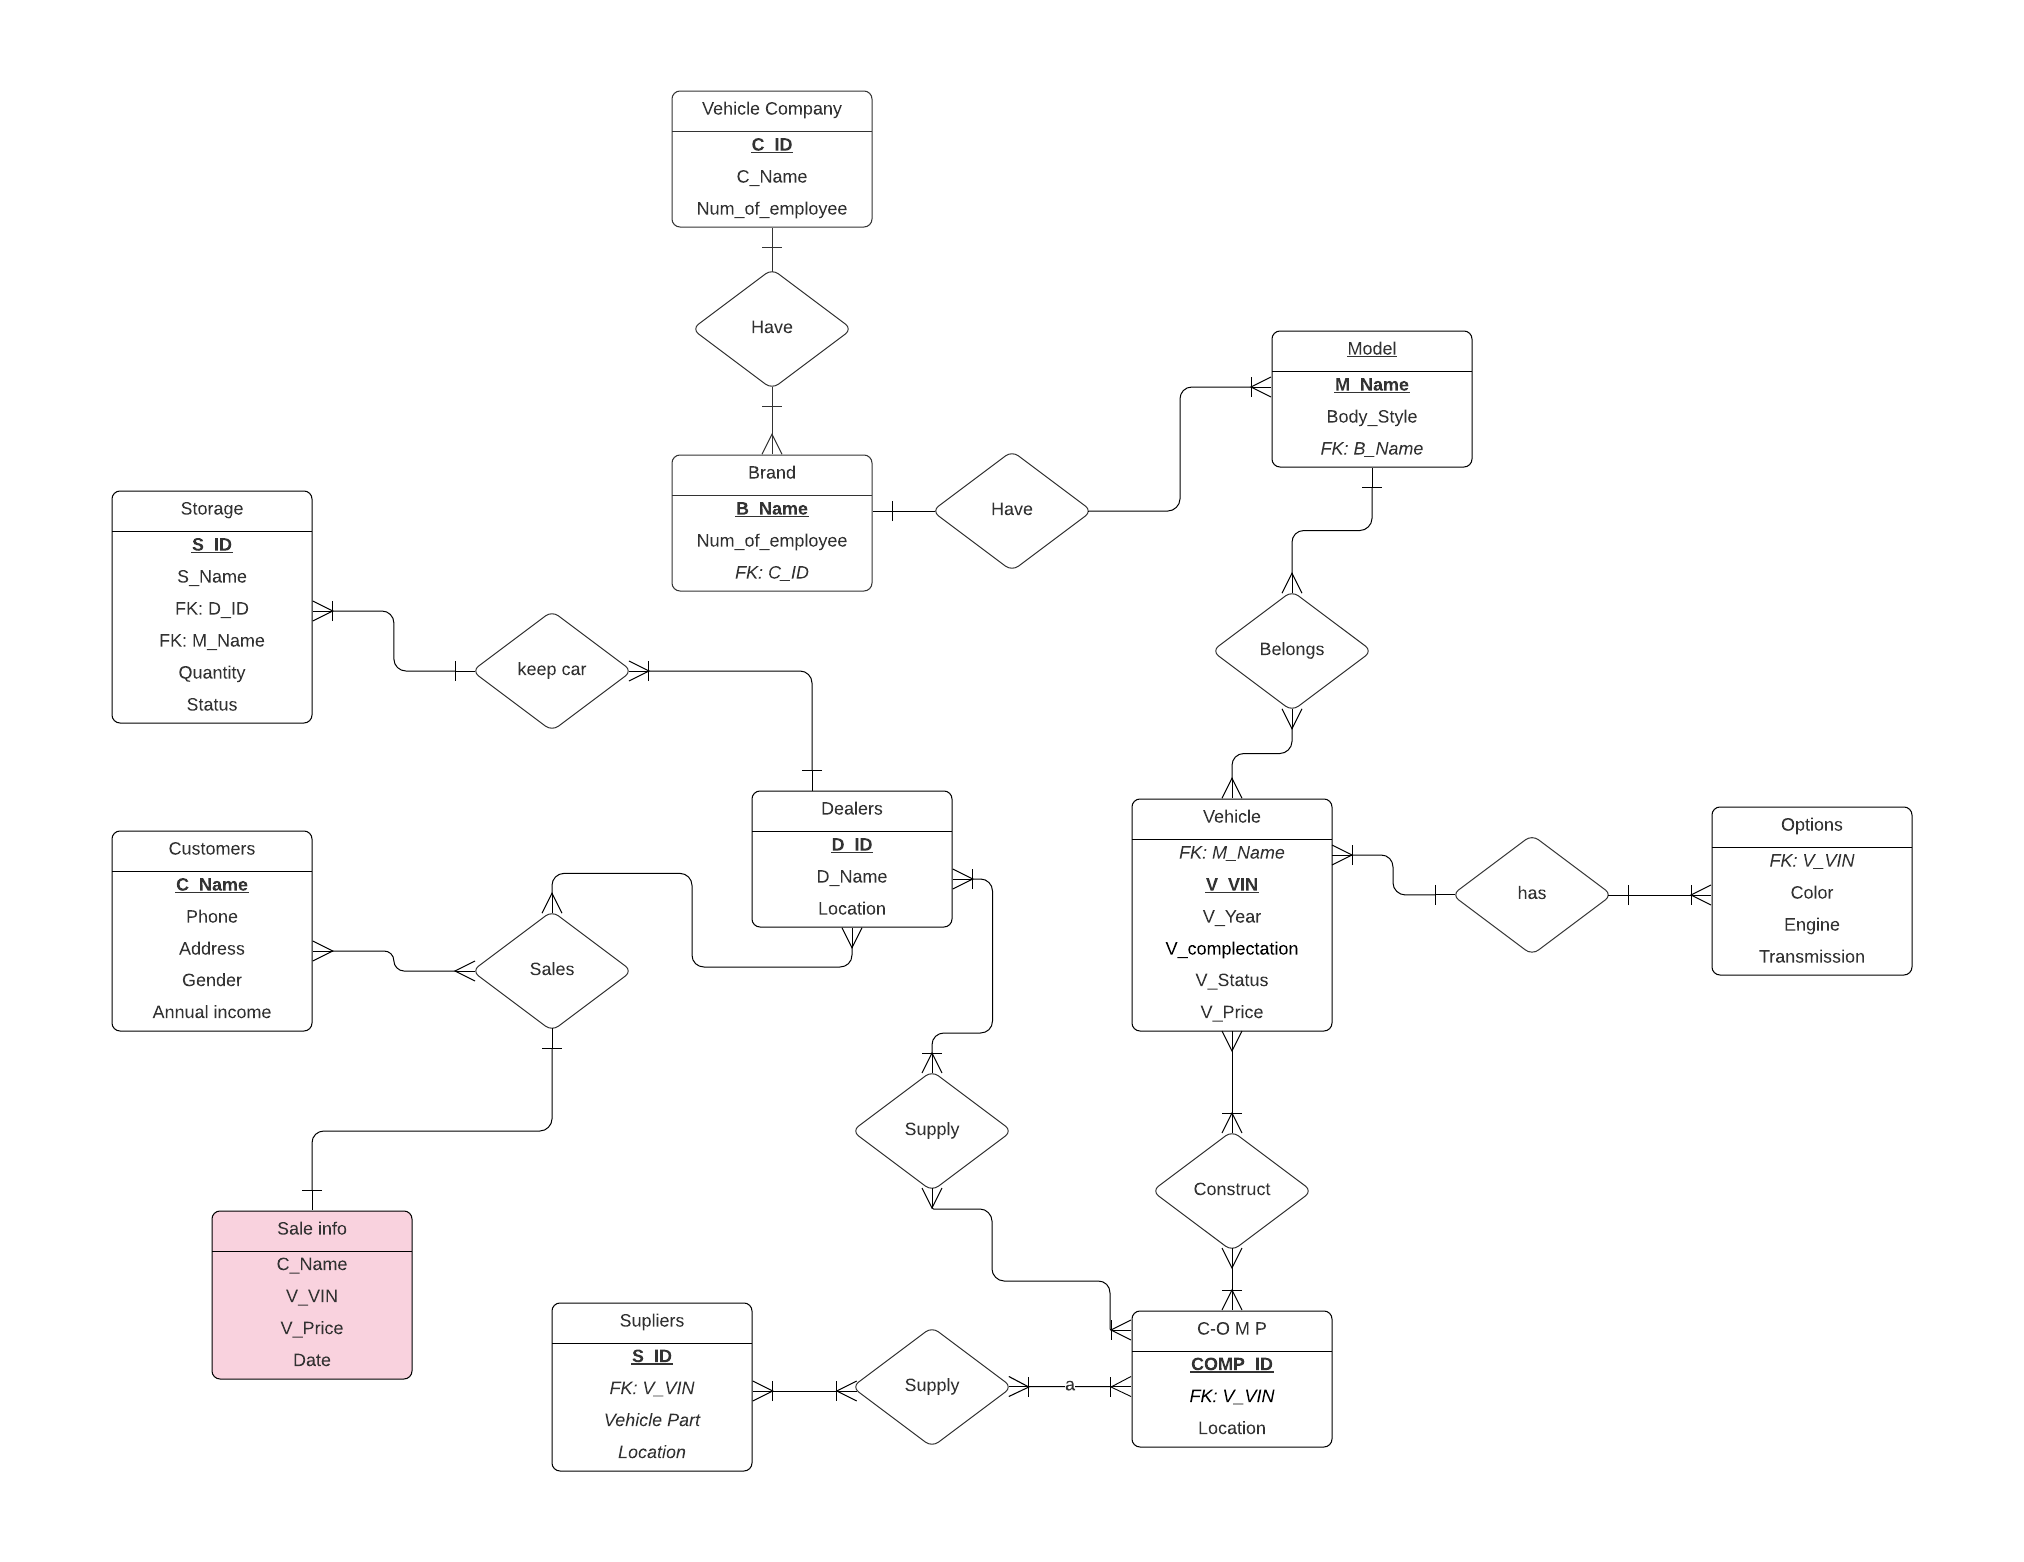 Vehicle Company
C_ID
C_Name
Num_of_employee
Have
Brand
B_Name
Num_of_employee
FK: C_ID
Have
Model
M_Name
Body_Style
FK: B_Name
Storage
S_ID
S_Name
FK: D_ID
FK: M_Name
Quantity
Status
keep car
Belongs
Dealers
D_ID
D_Name
Location
Vehicle
FK: M_Name
V_VIN
V_Year
V_complectation
V_Status
V_Price
has
Options
FK: V_VIN
Color
Engine
Transmission
Customers
C_Name
Phone
Address
Gender
Annual income
Sales
Supply
Construct
Sale info
C_Name
V_VIN
V_Price
Date
Supliers
S_ID
FK: V_VIN
Vehicle Part
Location
Supply
a
C-O M P
COMP_ID
FK: V_VIN
Location